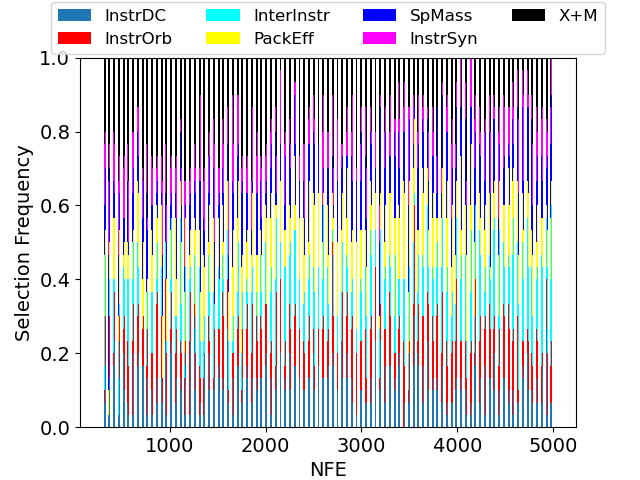 InstrDC InterInstr SpMass X+M
InstrOrb PackEff InstrSyn
1.0
0.8
0.6
0.4
0.2
0.0
Selection Frequency
1000 2000 3000 4000 5000
NFE